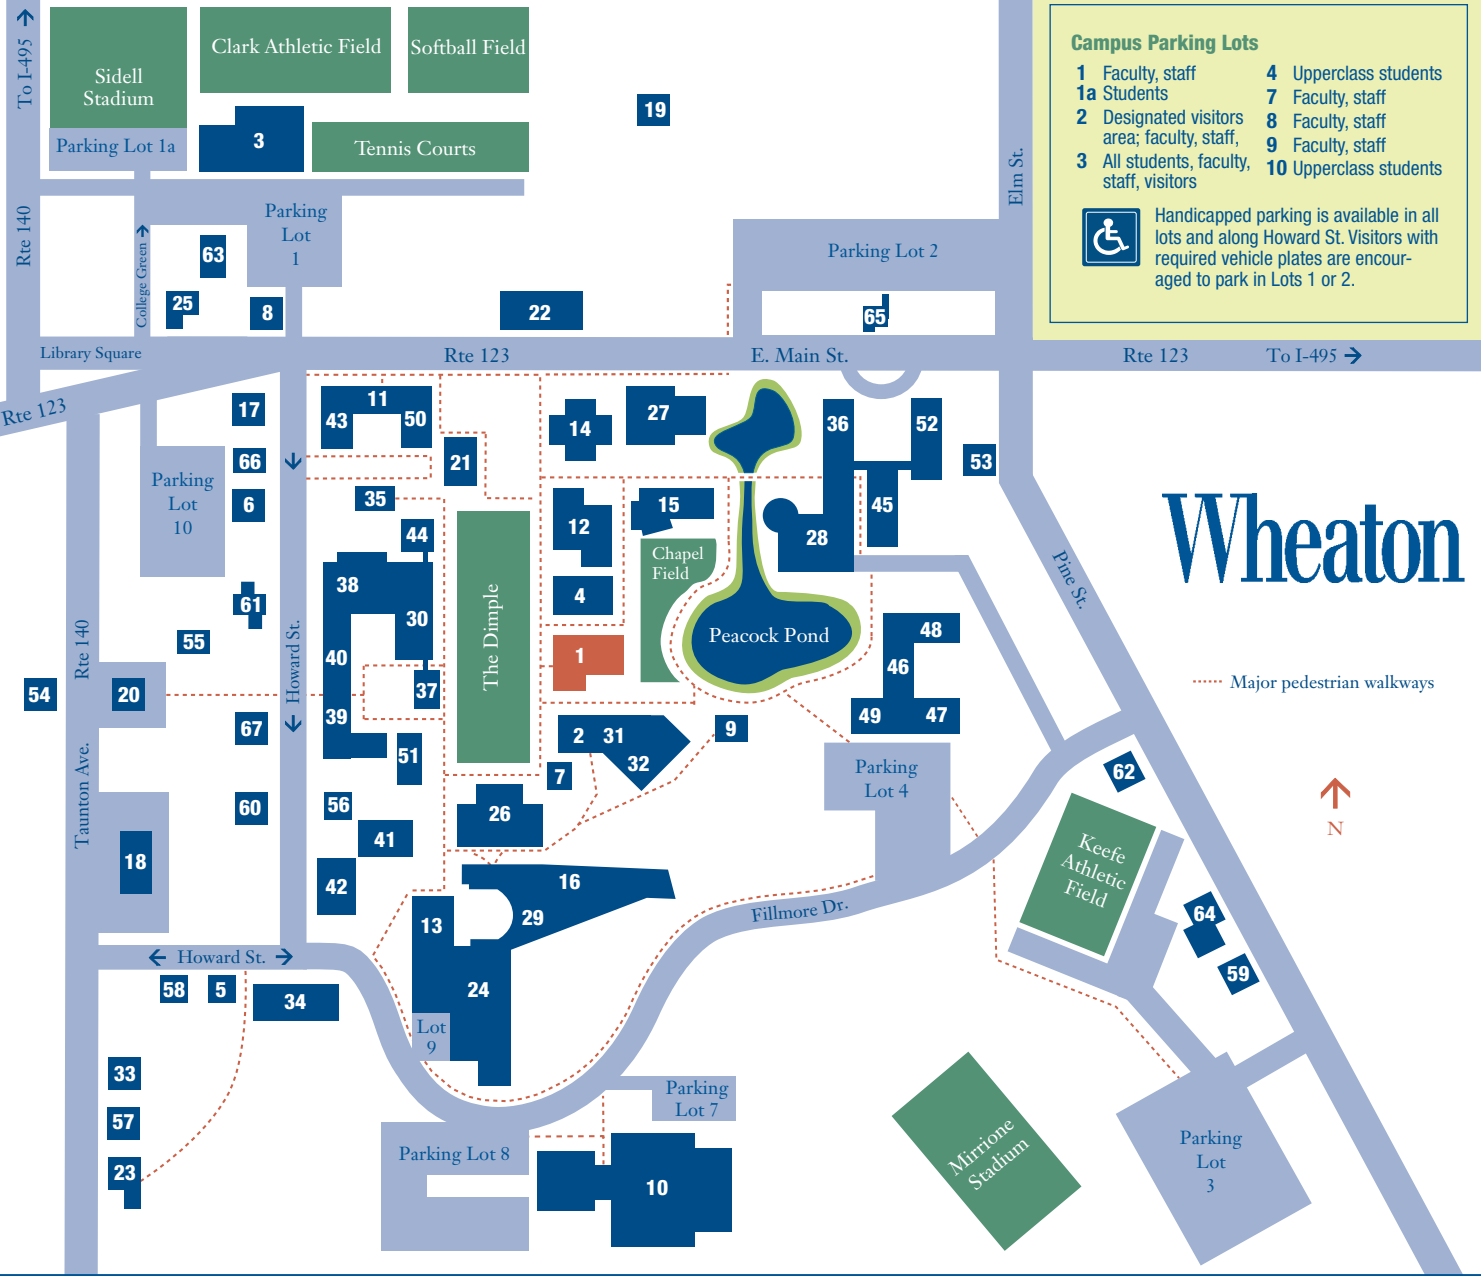 To I-495
Sidell
Stadium
Clark Athletic Field
Softball Field
Parking Lot 1a
3
Tennis Courts
19
Elm St.
Campus Parking Lots
1 Faculty, staff
1a Students
2 Designated visitors
area; faculty, staff,
3 All students, faculty,
staff, visitors
4 Upperclass students
7 Faculty, staff
8 Faculty, staff
9 Faculty, staff
10 Upperclass students
Handicapped parking is available in all
lots and along Howard St. Visitors with
required vehicle plates are encour-
aged to park in Lots 1 or 2.
Rte 140
College Green
63
Parking
Lot
1
25
8
22
Parking Lot 2
65
Library Square
Rte 123
E. Main St.
Rte 123
To I-495
Rte 123
17
11
43
50
14
27
36
52
66
21
53
Parking
Lot
10
6
35
12
15
45
44
28
Chapel
Field
Wheaton
Pine St.
38
61
30
4
The Dimple
Peacock Pond
48
55
Rte 140
Howard St.
40
1
46
54
20
37
Major pedestrian walkways
67
39
2
31
9
49
47
51
32
7
Parking
Lot 4
62
Taunton Ave.
60
56
26
N
41
Keefe
Athletic
Field
18
42
16
13
29
Fillmore Dr.
64
Howard St.
59
58
5
34
24
Lot
9
33
Parking
Lot 7
57
Parking Lot 8
Mirrione
Stadium
Parking
Lot
3
23
10